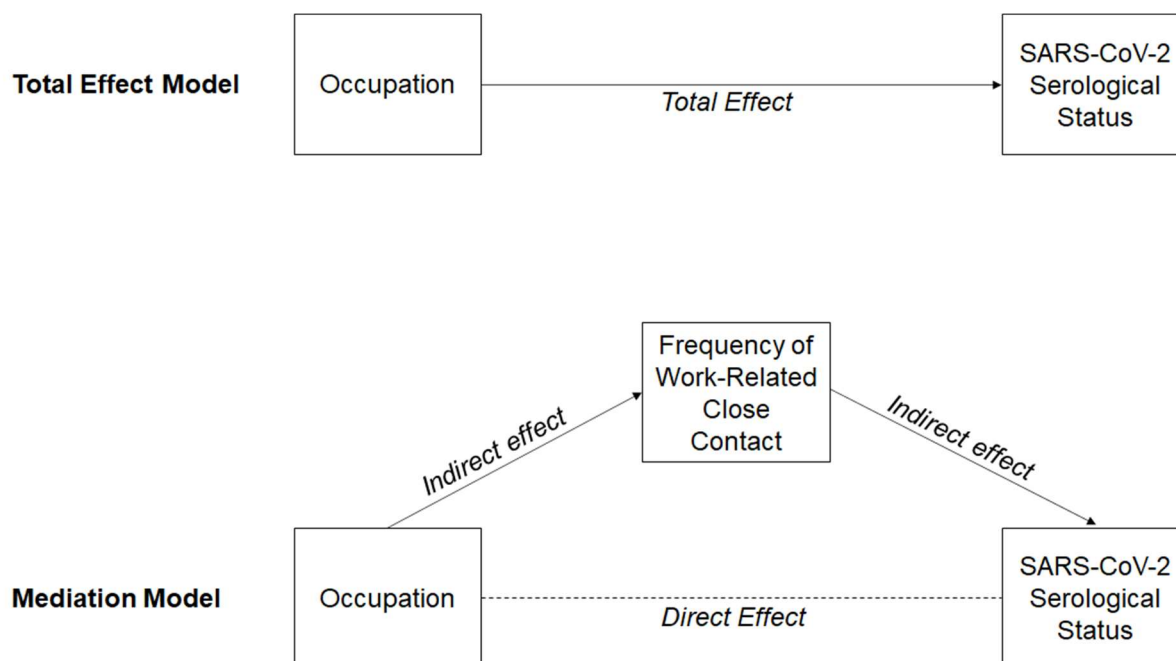 Total Effect Model
Occupation
Total Effect
SARS-CoV-2
Serological
Status
Frequency of
Work-Related
Close
Contact
Indirect effect
Indirect effect
Mediation Model
Occupation
Direct Effect
SARS-CoV-2
Serological
Status